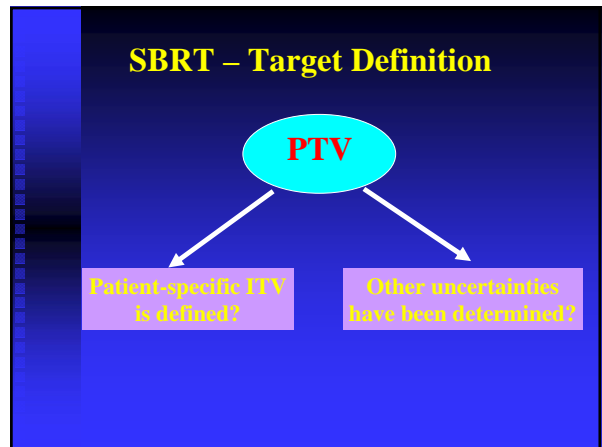 SBRT – Target Definition
PTV
Patient-specific ITV
is defined?
Other uncertainties
have been determined?